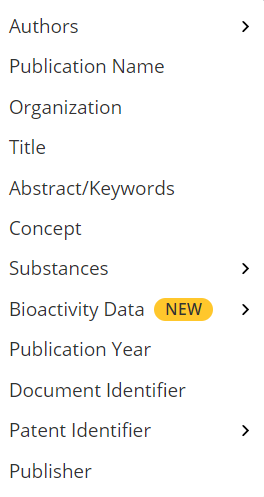 Authors
Publication Name
Organization
Title
Abstract/Keywords
Concept
Substances
Bioactivity Data NEW
Publication Year
Document Identifier
Patent Identifier
Publisher